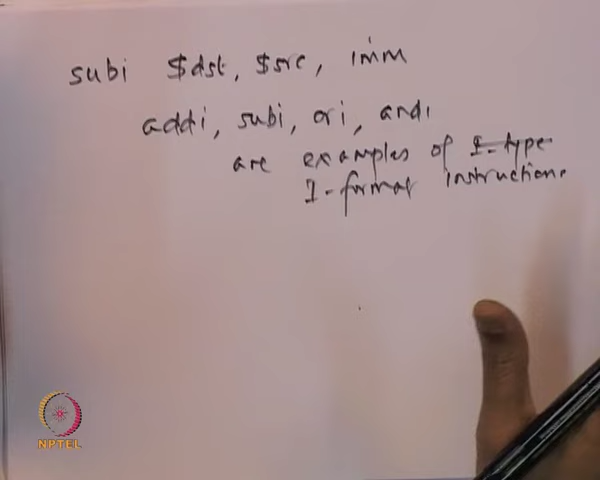 subi $dst, $src, imm
addi, subi, ori, andi
are examples of I-type
I-format instructions
NPTEL